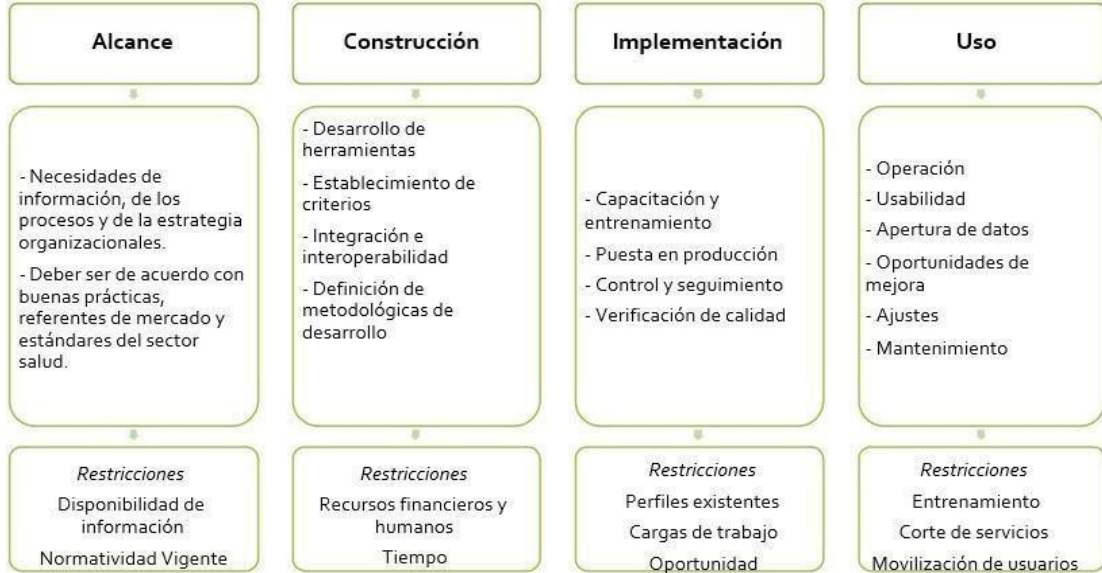 Alcance
- Necesidades de
información, de los
procesos y de la estrategia
organizacionales.
- Deber ser de acuerdo con
buenas prácticas,
referentes de mercado y
estándares del sector
salud.
Restricciones
Disponibilidad de
información
Normatividad Vigente
Construcción
- Desarrollo de
herramientas
- Establecimiento de
criterios
- Integración e
interoperabilidad
- Definición de
metodológicas de
desarrollo
Restricciones
Recursos financieros y
humanos
Tiempo
Implementación
- Capacitación y
entrenamiento
- Puesta en producción
- Control y seguimiento
- Verificación de calidad
Restricciones
Perfiles existentes
Cargas de trabajo
Oportunidad
Uso
- Operación
- Usabilidad
- Apertura de datos
- Oportunidades de
mejora
- Ajustes
- Mantenimiento
Restricciones
Entrenamiento
Corte de servicios
Movilización de usuarios